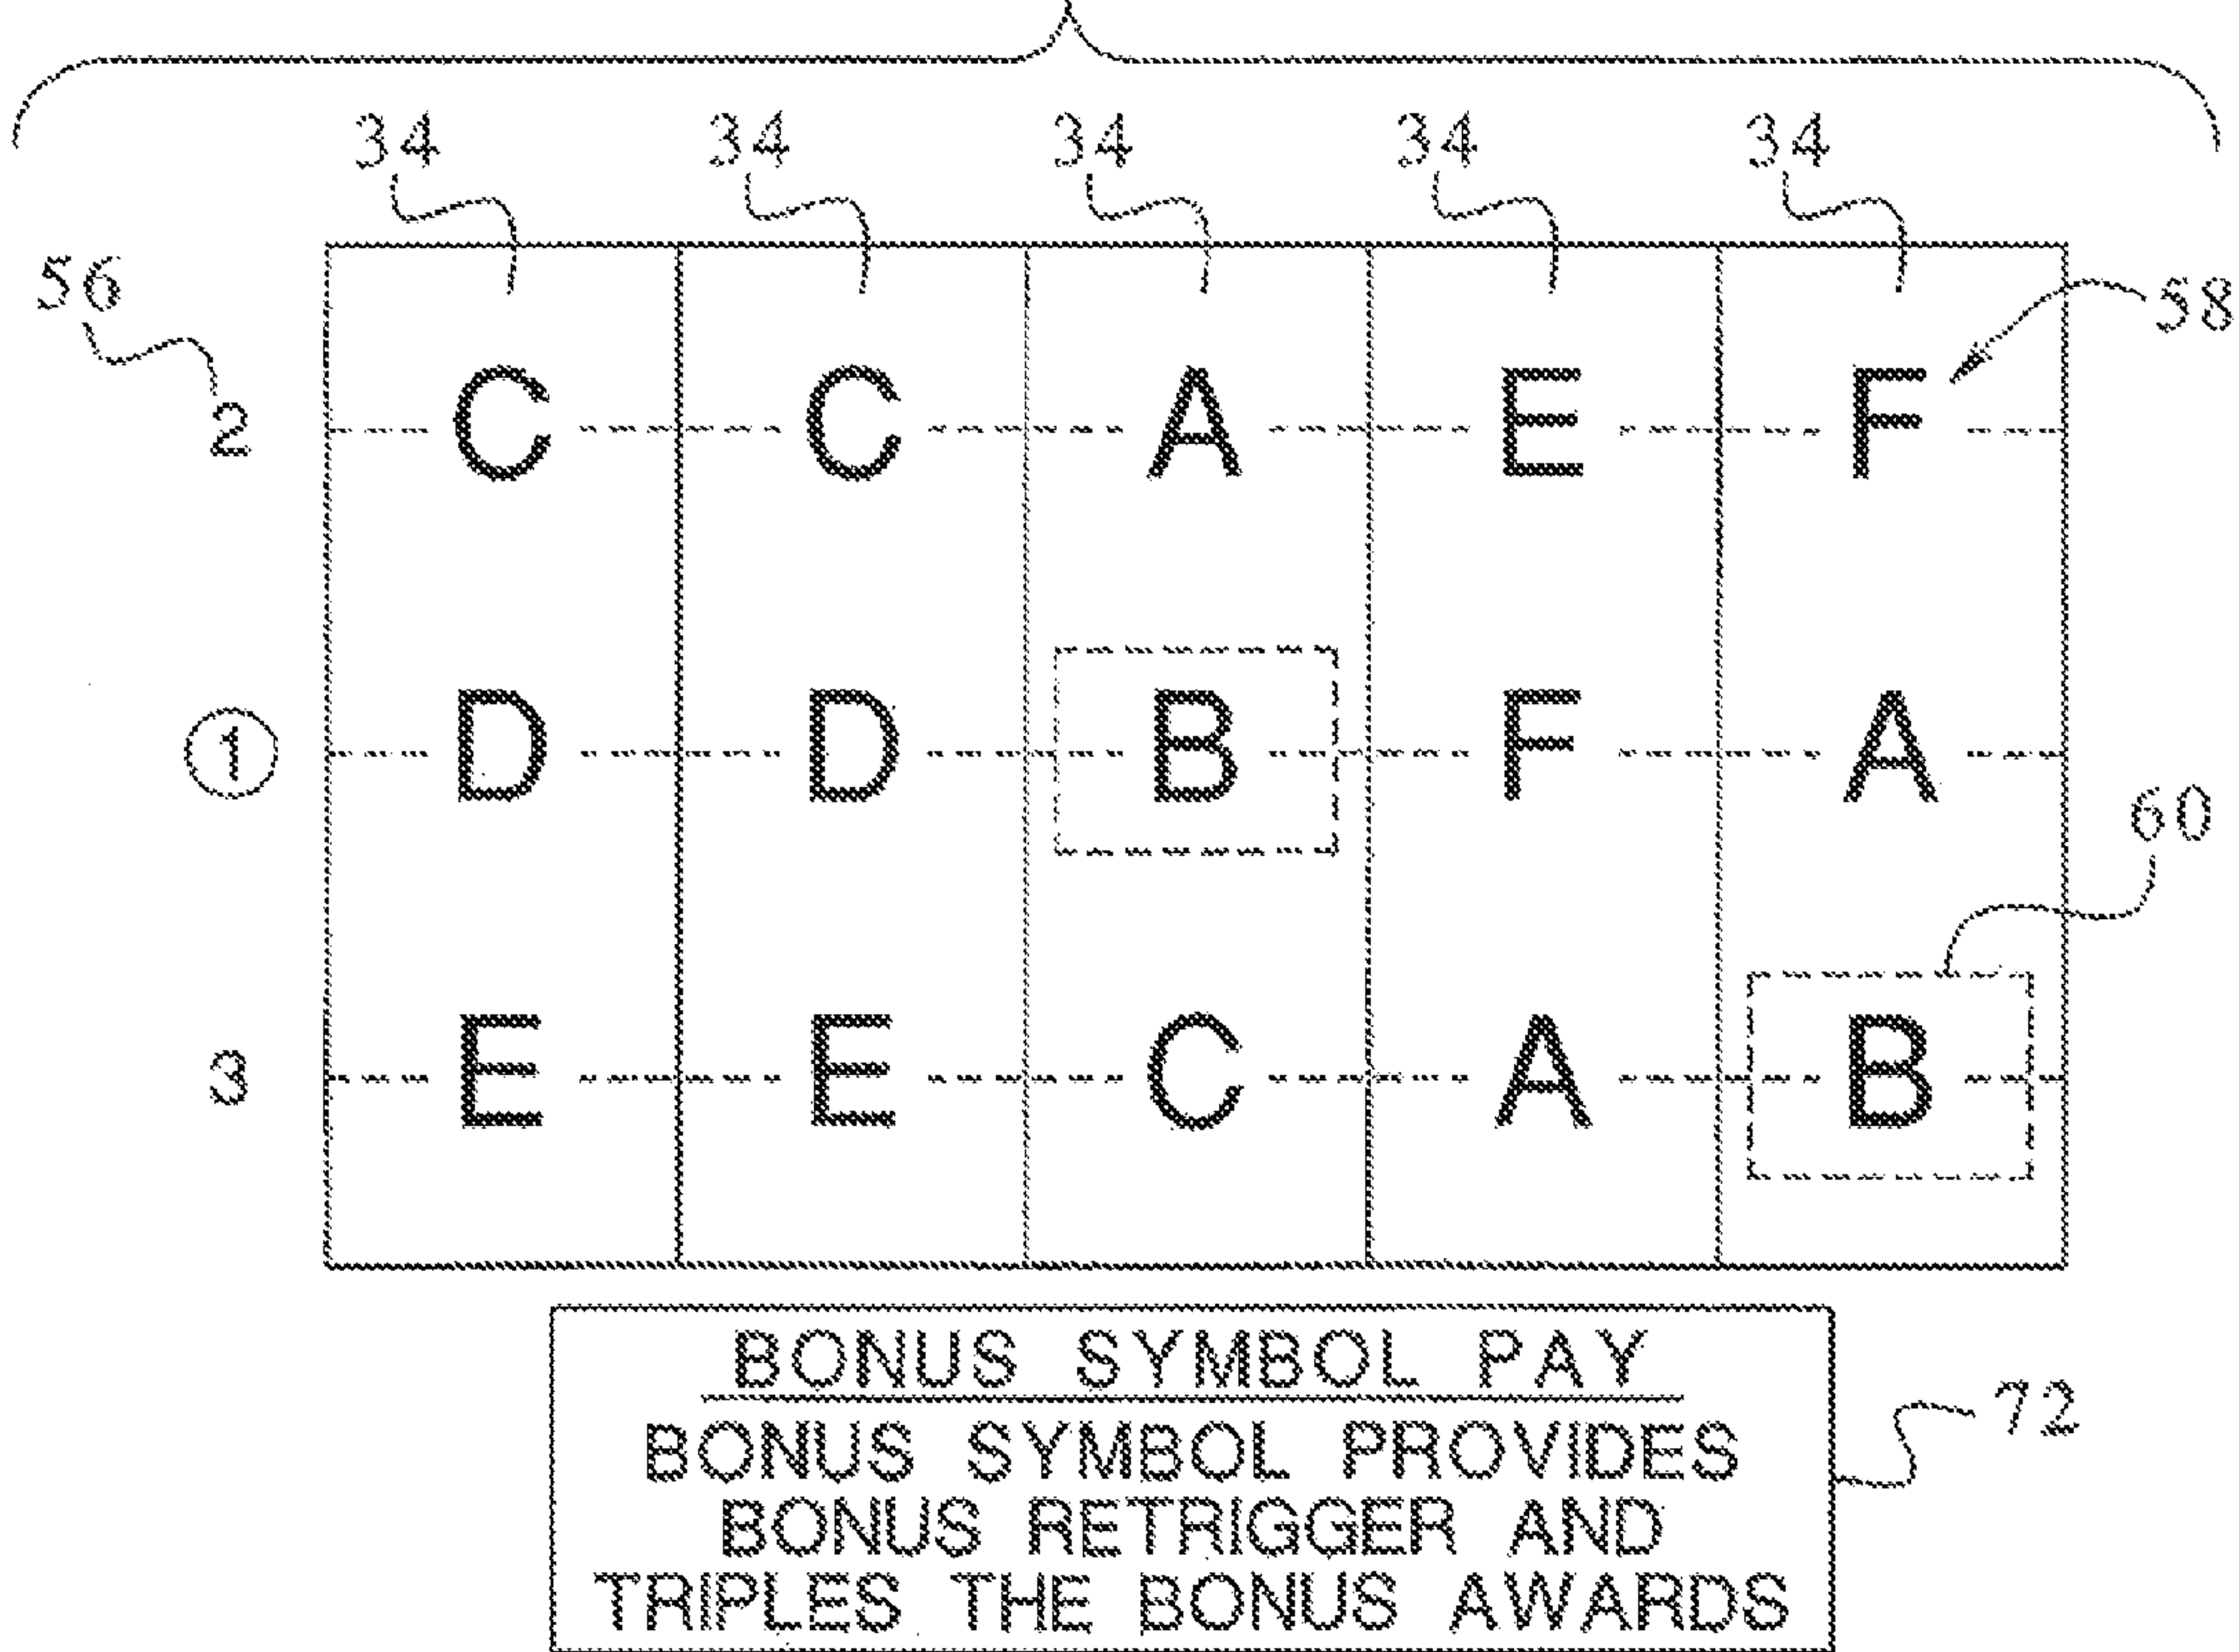 34 34 34 34 34
56
58
2 C C A E F
1 D D B F A
60
3 E E C A B
BONUS SYMBOL PAY
BONUS SYMBOL PROVIDES
72
BONUS RETRIGGER AND
TRIPLES THE BONUS AWARDS